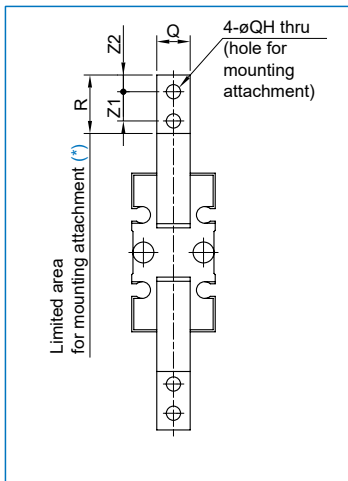 Q
4-øQH thru
(hole for
mounting
attachment)
Z2
R
Z1
Limited area
for mounting attachment (*)